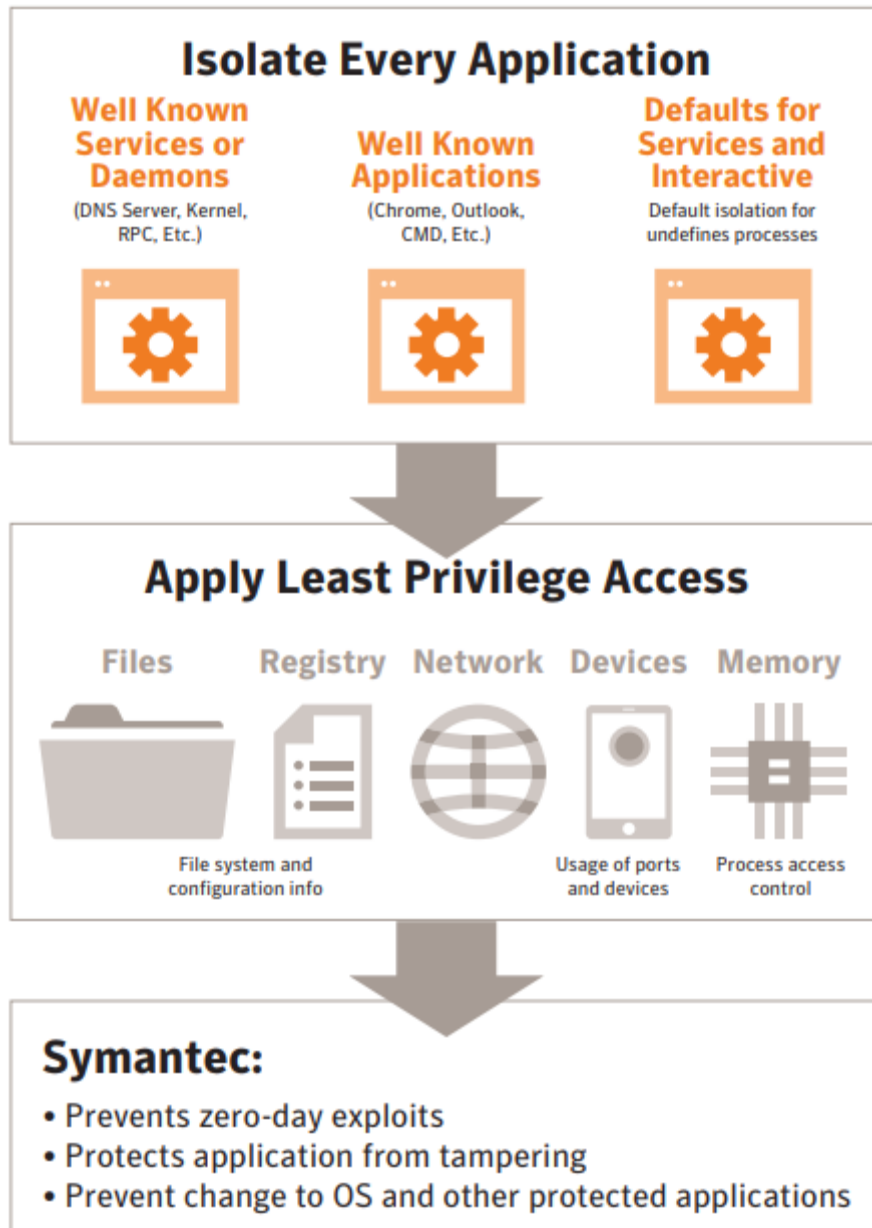 Isolate Every Application
Well Known
Services or
Daemons
(DNS Server, Kernel,
RPC, Etc.)
Well Known
Applications
(Chrome, Outlook,
CMD, Etc.)
Defaults for
Services and
Interactive
Default isolation for
undefines processes
Apply Least Privilege Access
Files
Registry
Network
Devices
Memory
File system and
configuration info
Usage of ports
and devices
Process access
control
Symantec:
• Prevents zero-day exploits
• Protects application from tampering
• Prevent change to OS and other protected applications